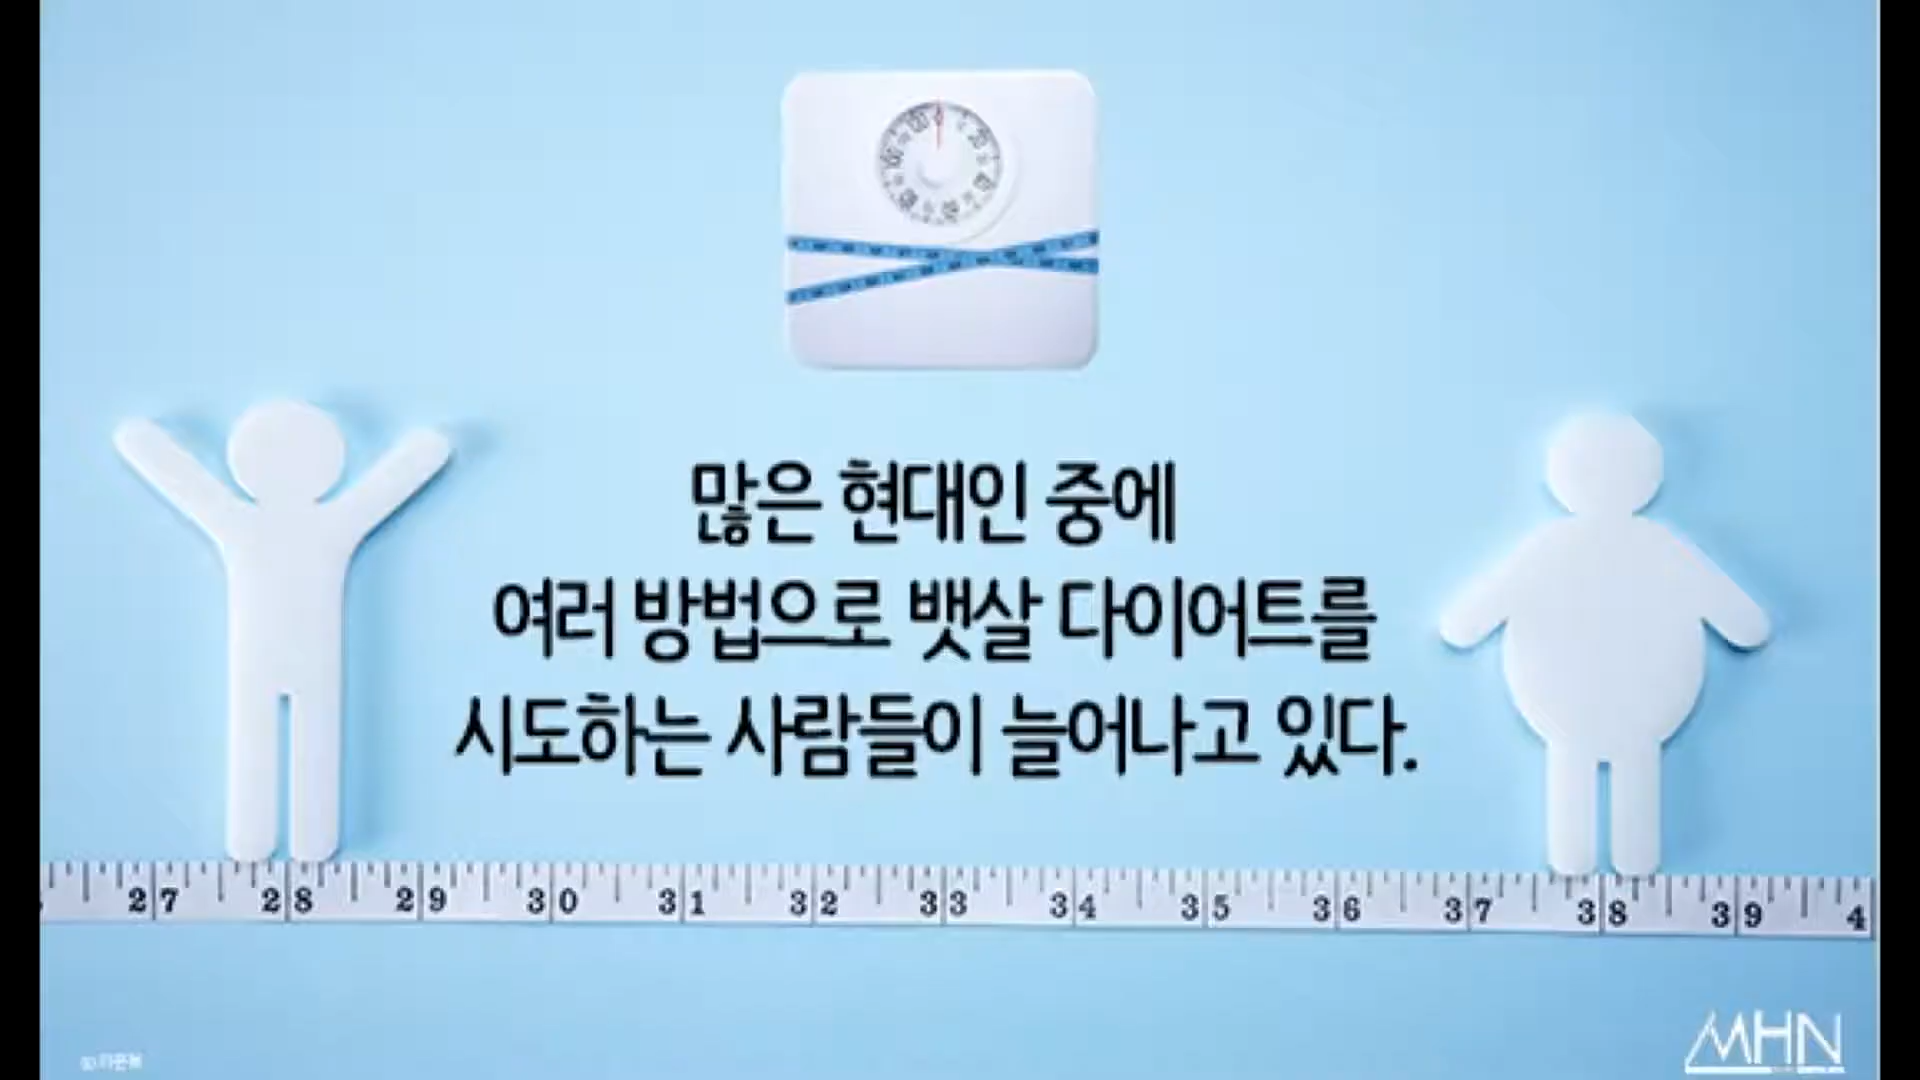 많은 현대인 중에
여러 방법으로 뱃살 다이어트를
시도하는 사람들이 늘어나고 있다.
27 28 29 30 31 32 33 34 35 36 37 38 39 4
MHN